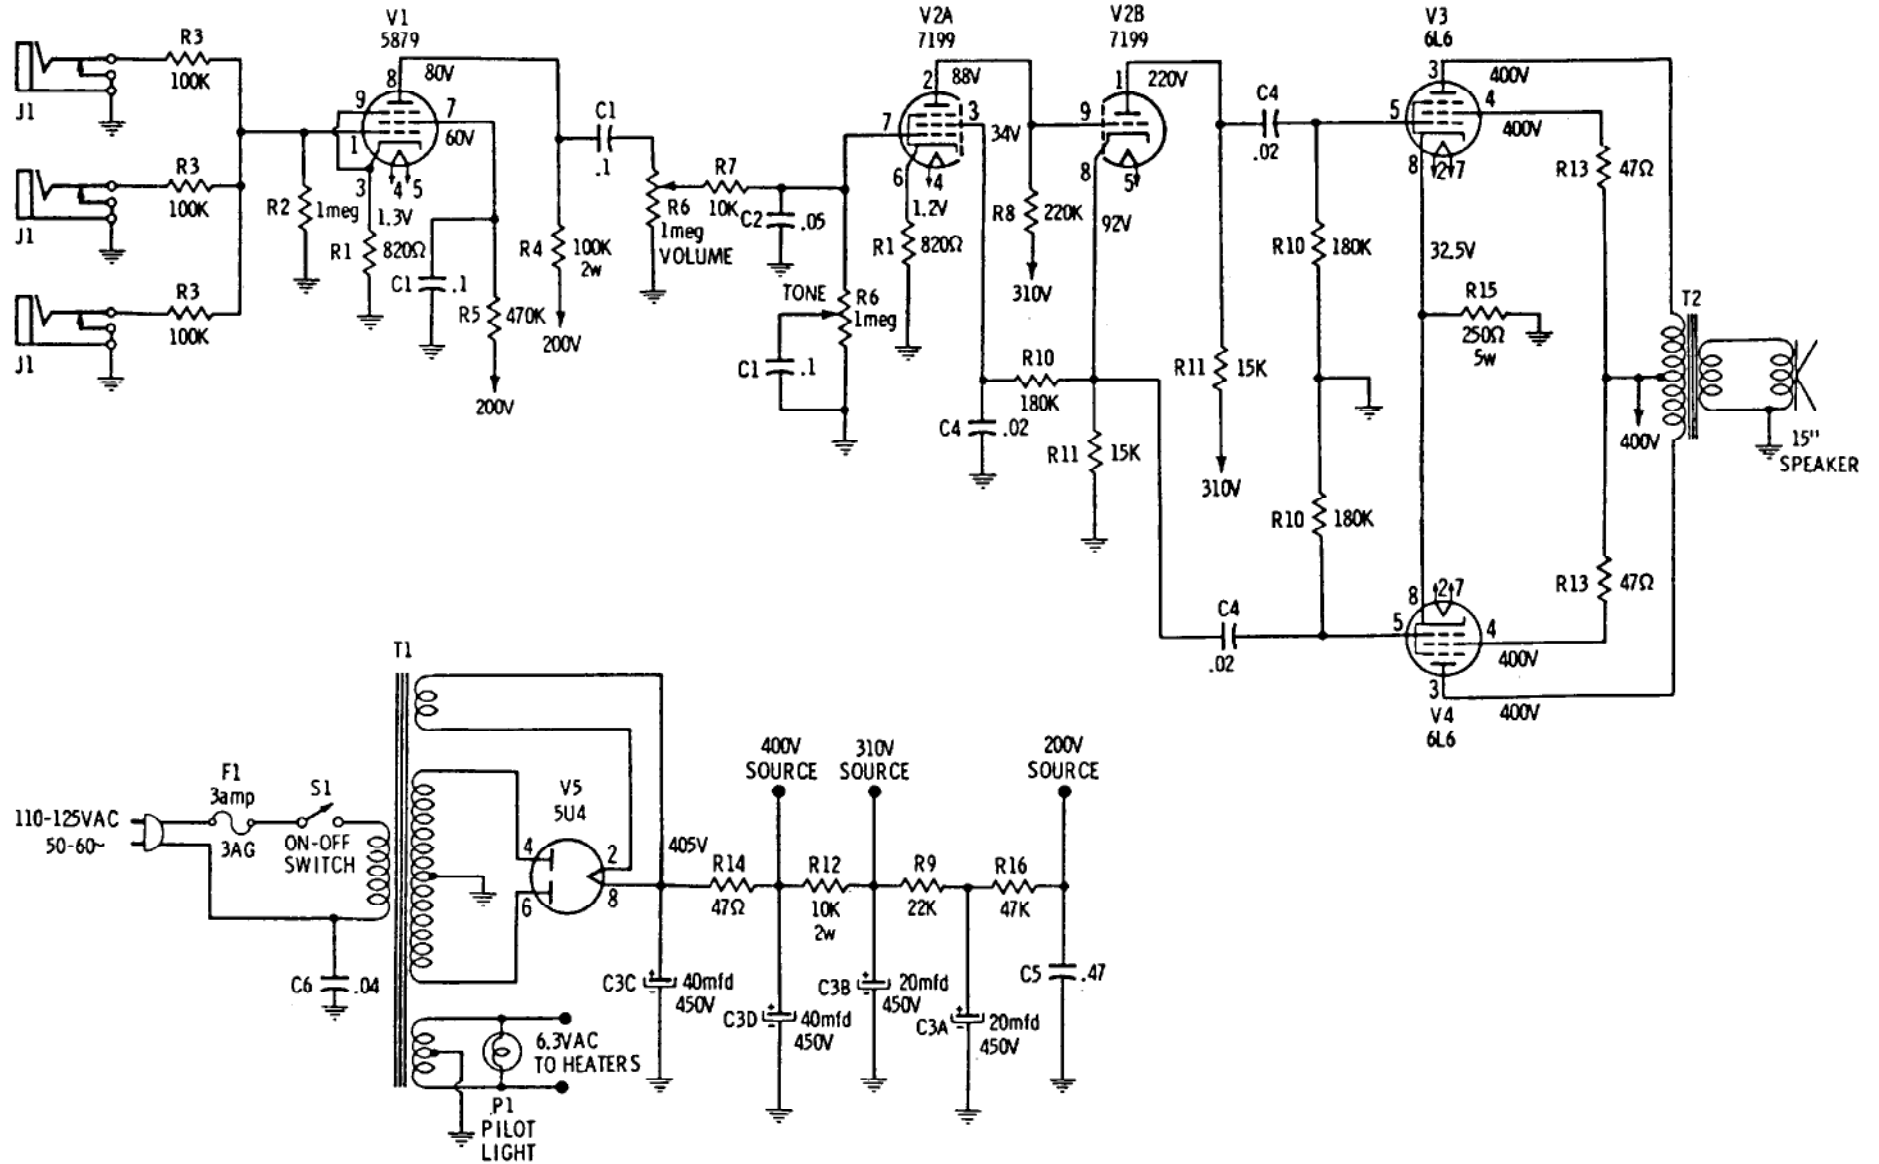 V1
5879
V2A
7199
V2B
7199
V3
6L6
J1
R3
100K
J1
R3
100K
J1
R3
100K
R2
1meg
8
80V
9
1
7
60V
3
4
5
1.3V
R1
820Ω
C1
.1
R5
470K
200V
R4
100K
2w
200V
C1
.1
R6
1meg
VOLUME
R7
10K
C2
.05
TONE
R6
1meg
C1
.1
2
88V
7
3
34V
6
4
1.2V
R1
820Ω
R8
220K
310V
R10
180K
C4
.02
1
220V
9
8
5
92V
R11
15K
R11
15K
310V
C4
.02
R10
180K
R10
180K
C4
.02
3
400V
5
4
400V
8
2
7
32.5V
R13
47Ω
R15
250Ω
5w
R13
47Ω
8
2
7
5
4
400V
3
400V
V4
6L6
T2
400V
15"
SPEAKER
T1
110-125VAC
50-60~
F1
3amp
3AG
S1
ON-OFF
SWITCH
C6
.04
V5
5U4
4
6
2
8
405V
R14
47Ω
400V
SOURCE
R12
10K
2w
310V
SOURCE
R9
22K
R16
47K
200V
SOURCE
C3C
40mfd
450V
C3D
40mfd
450V
C3B
20mfd
450V
C3A
20mfd
450V
C5
.47
6.3VAC
TO HEATERS
P1
PILOT
LIGHT